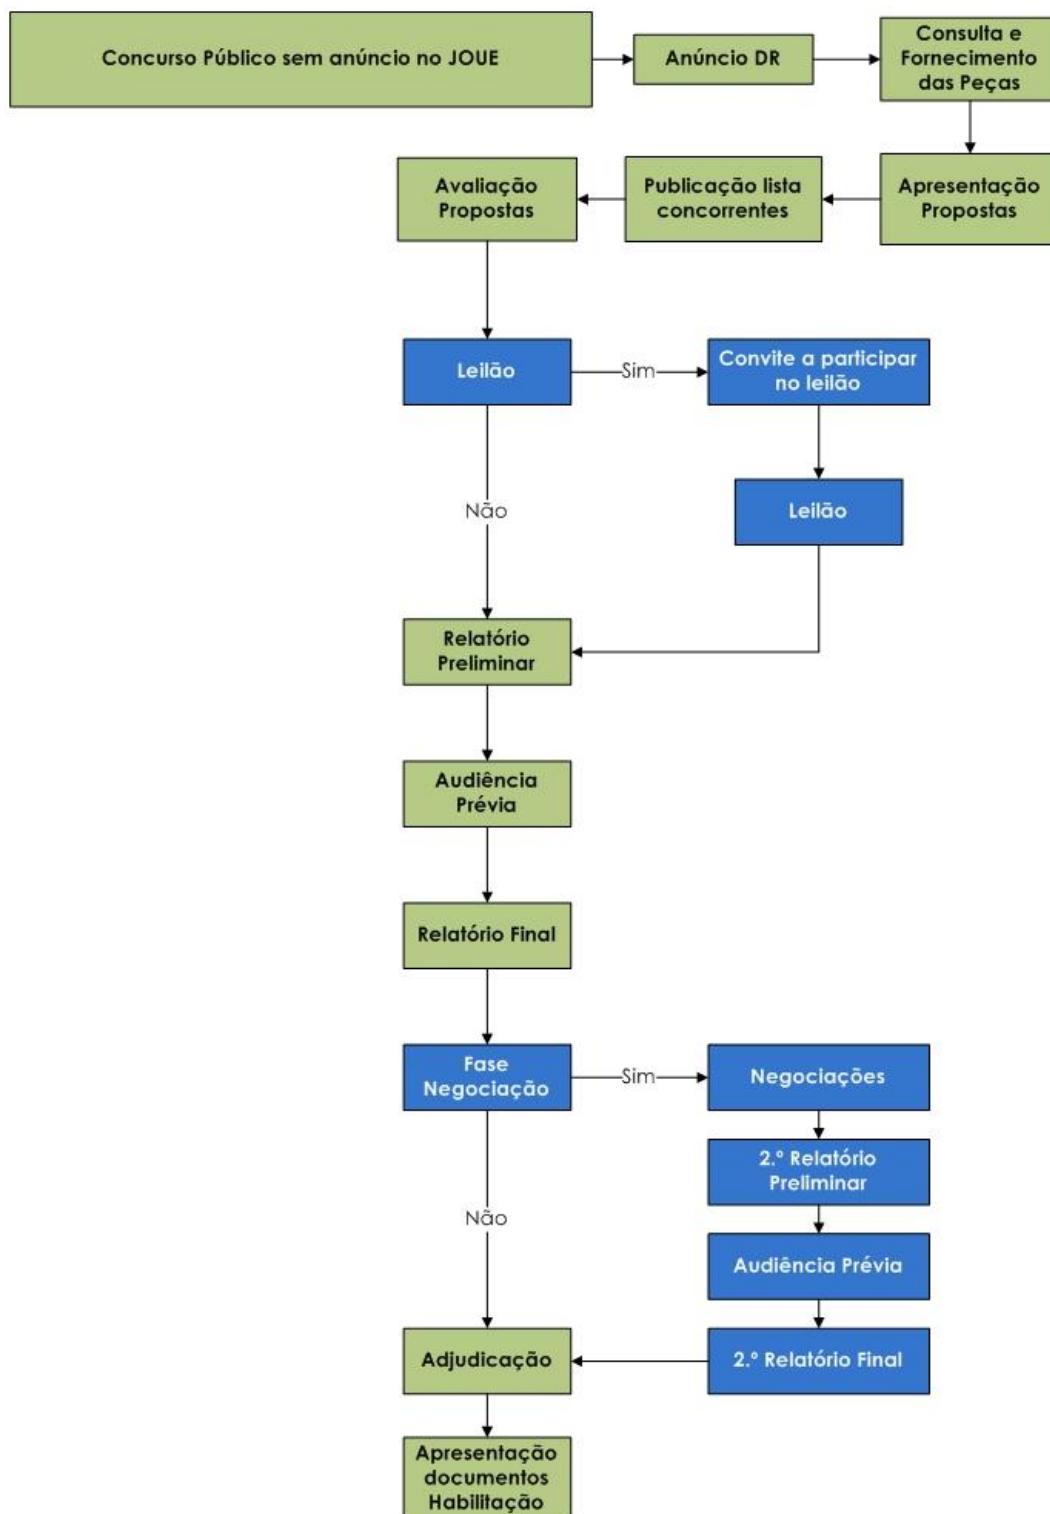 Concurso Público sem anúncio no JOUE
Anúncio DR
Consulta e
Fornecimento
das Peças
Apresentação
Propostas
Publicação lista
concorrentes
Avaliação
Propostas
Leilão
Sim
Convite a participar
no leilão
Leilão
Não
Relatório
Preliminar
Audiência
Prévia
Relatório Final
Fase
Negociação
Sim
Negociações
2.º Relatório
Preliminar
Audiência Prévia
2.º Relatório Final
Não
Adjudicação
Apresentação
documentos
Habilitação